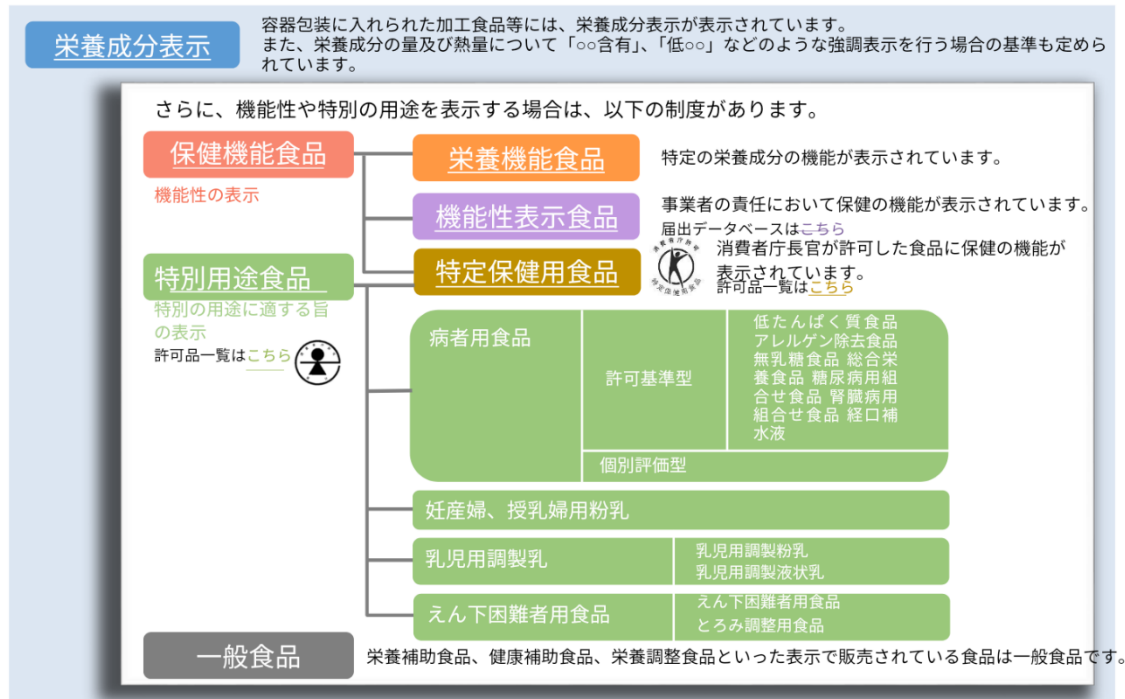 栄養成分表示
容器包装に入れられた加工食品等には、栄養成分表示が表示されています。
また、栄養成分の量及び熱量について「○○含有」、「低○○」などのような強調表示を行う場合の基準も定めら
れています。
さらに、機能性や特別の用途を表示する場合は、以下の制度があります。
保健機能食品
機能性の表示
栄養機能食品
特定の栄養成分の機能が表示されています。
機能性表示食品
事業者の責任において保健の機能が表示されています。
届出データベースはこちら
特定保健用食品
消費者庁許可
特定保健用食品
消費者庁長官が許可した食品に保健の機能が
表示されています。
許可品一覧はこちら
特別用途食品
特別の用途に適する旨
の表示
許可品一覧はこちら
病者用食品
許可基準型
低たんぱく質食品
アレルゲン除去食品
無乳糖食品 総合栄
養食品 糖尿病用組
合せ食品 腎臓病用
組合せ食品 経口補
水液
個別評価型
妊産婦、授乳婦用粉乳
乳児用調製乳
乳児用調製粉乳
乳児用調製液状乳
えん下困難者用食品
えん下困難者用食品
とろみ調整用食品
一般食品
栄養補助食品、健康補助食品、栄養調整食品といった表示で販売されている食品は一般食品です。